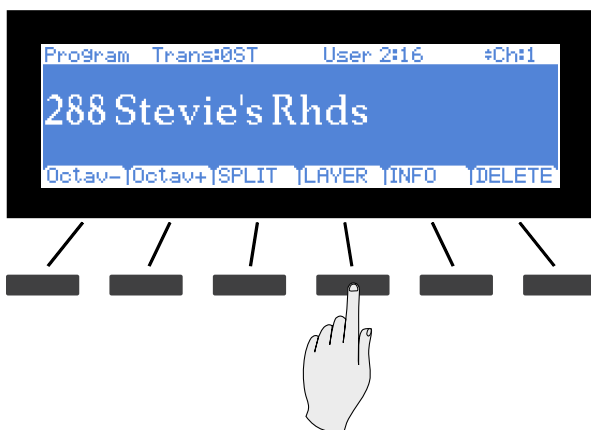 Program Trans:0ST User 2:16 ÷Ch:1
288 Stevie's Rhds
Octav- Octav+ SPLIT LAYER INFO DELETE